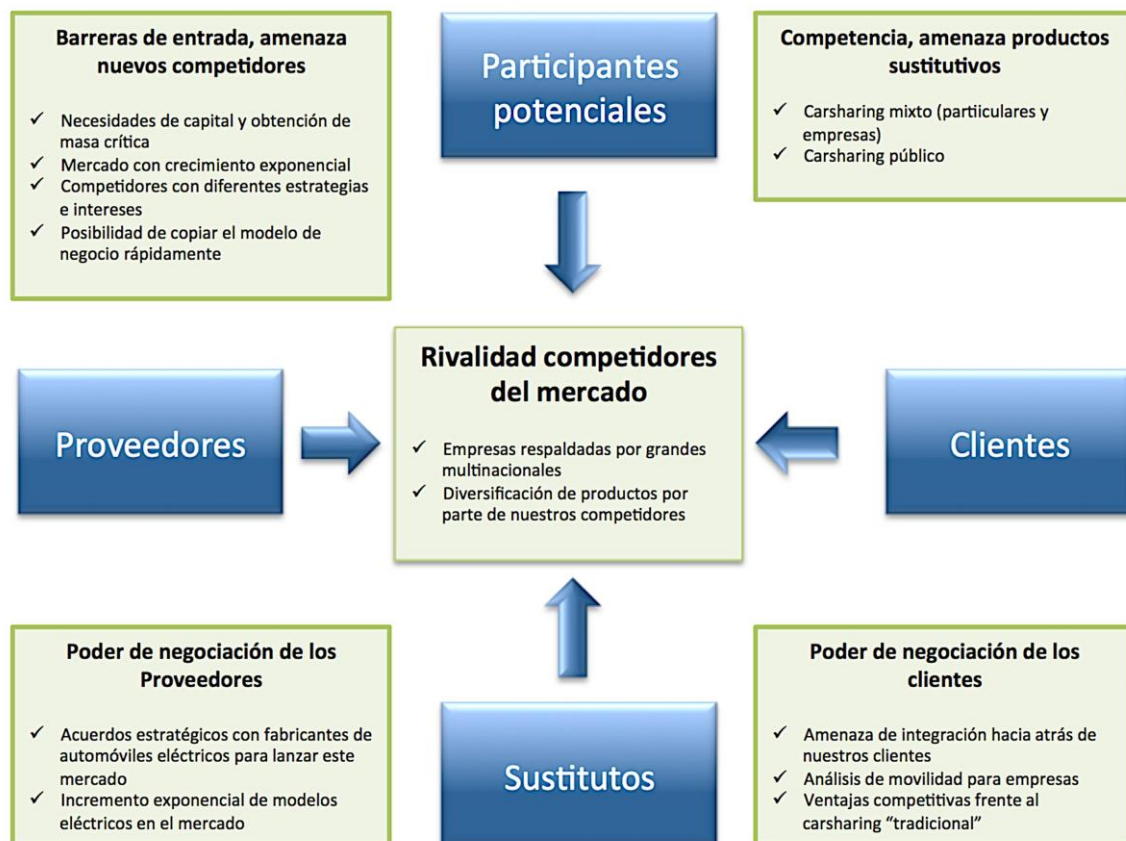 Barreras de entrada, amenaza
nuevos competidores
✓ Necesidades de capital y obtención de
masa crítica
✓ Mercado con crecimiento exponencial
✓ Competidores con diferentes estrategias
e intereses
✓ Posibilidad de copiar el modelo de
negocio rápidamente
Participantes
potenciales
Competencia, amenaza productos
sustitutivos
✓ Carsharing mixto (particiulares y
empresas)
✓ Carsharing público
Proveedores
Rivalidad competidores
del mercado
✓ Empresas respaldadas por grandes
multinacionales
✓ Diversificación de productos por
parte de nuestros competidores
Clientes
Poder de negociación de los
Proveedores
✓ Acuerdos estratégicos con fabricantes de
automóviles eléctricos para lanzar este
mercado
✓ Incremento exponencial de modelos
eléctricos en el mercado
Sustitutos
Poder de negociación de los
clientes
✓ Amenaza de integración hacia atrás de
nuestros clientes
✓ Análisis de movilidad para empresas
✓ Ventajas competitivas frente al
carsharing “tradicional”